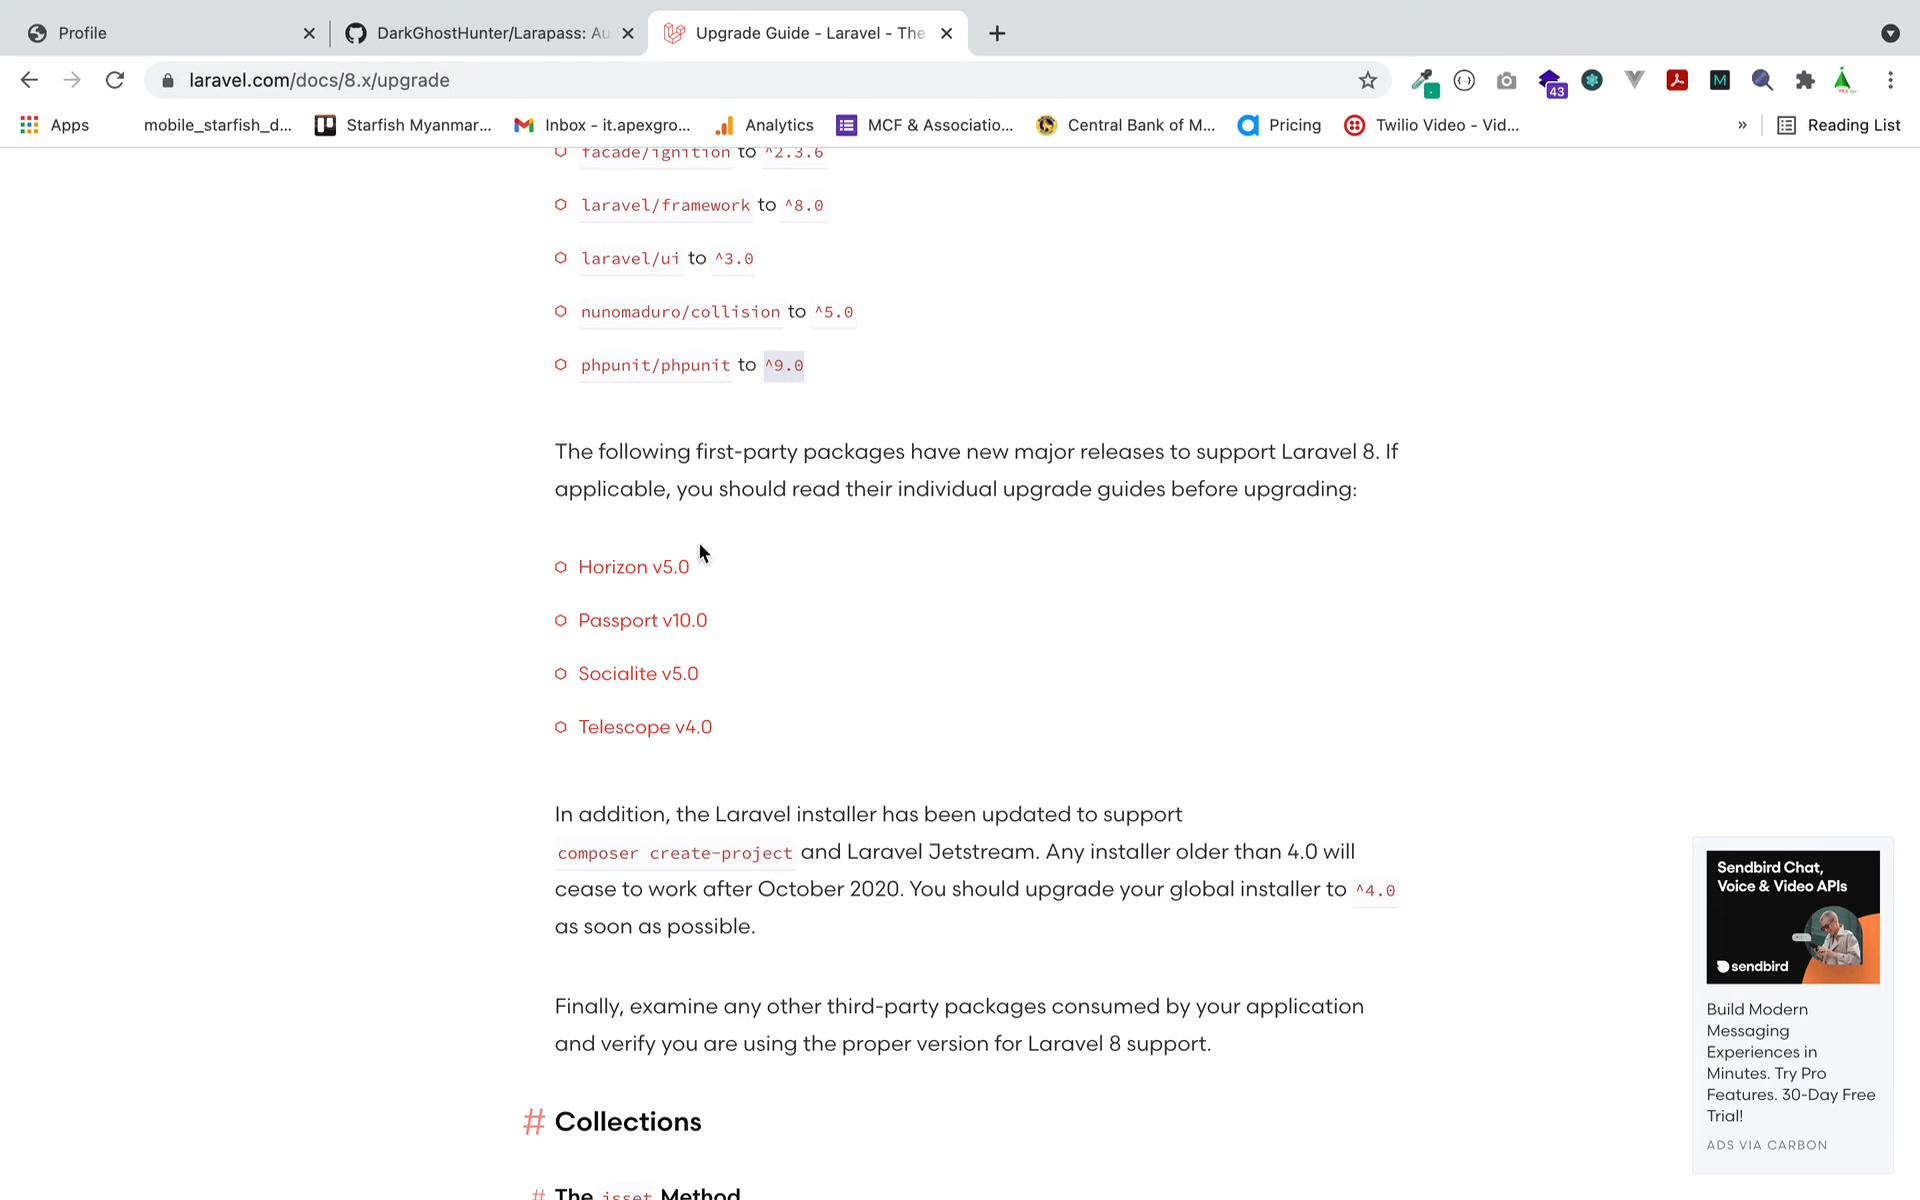 Profile
DarkGhostHunter/Larapass: Au
Upgrade Guide - Laravel - The
laravel.com/docs/8.x/upgrade
43
Apps
mobile_starfish_d...
Starfish Myanmar...
Inbox - it.apexgro...
Analytics
MCF & Associatio...
Central Bank of M...
Pricing
Twilio Video - Vid...
»
Reading List
facade/ignition to ^2.3.6
laravel/framework to ^8.0
laravel/ui to ^3.0
nunomaduro/collision to ^5.0
phpunit/phpunit to ^9.0
The following first-party packages have new major releases to support Laravel 8. If
applicable, you should read their individual upgrade guides before upgrading:
Horizon v5.0
Passport v10.0
Socialite v5.0
Telescope v4.0
In addition, the Laravel installer has been updated to support
composer create-project and Laravel Jetstream. Any installer older than 4.0 will
cease to work after October 2020. You should upgrade your global installer to ^4.0
as soon as possible.
Finally, examine any other third-party packages consumed by your application
and verify you are using the proper version for Laravel 8 support.
# Collections
# The isset Method
Sendbird Chat,
Voice & Video APIs
sendbird
Build Modern
Messaging
Experiences in
Minutes. Try Pro
Features. 30-Day Free
Trial!
ADS VIA CARBON